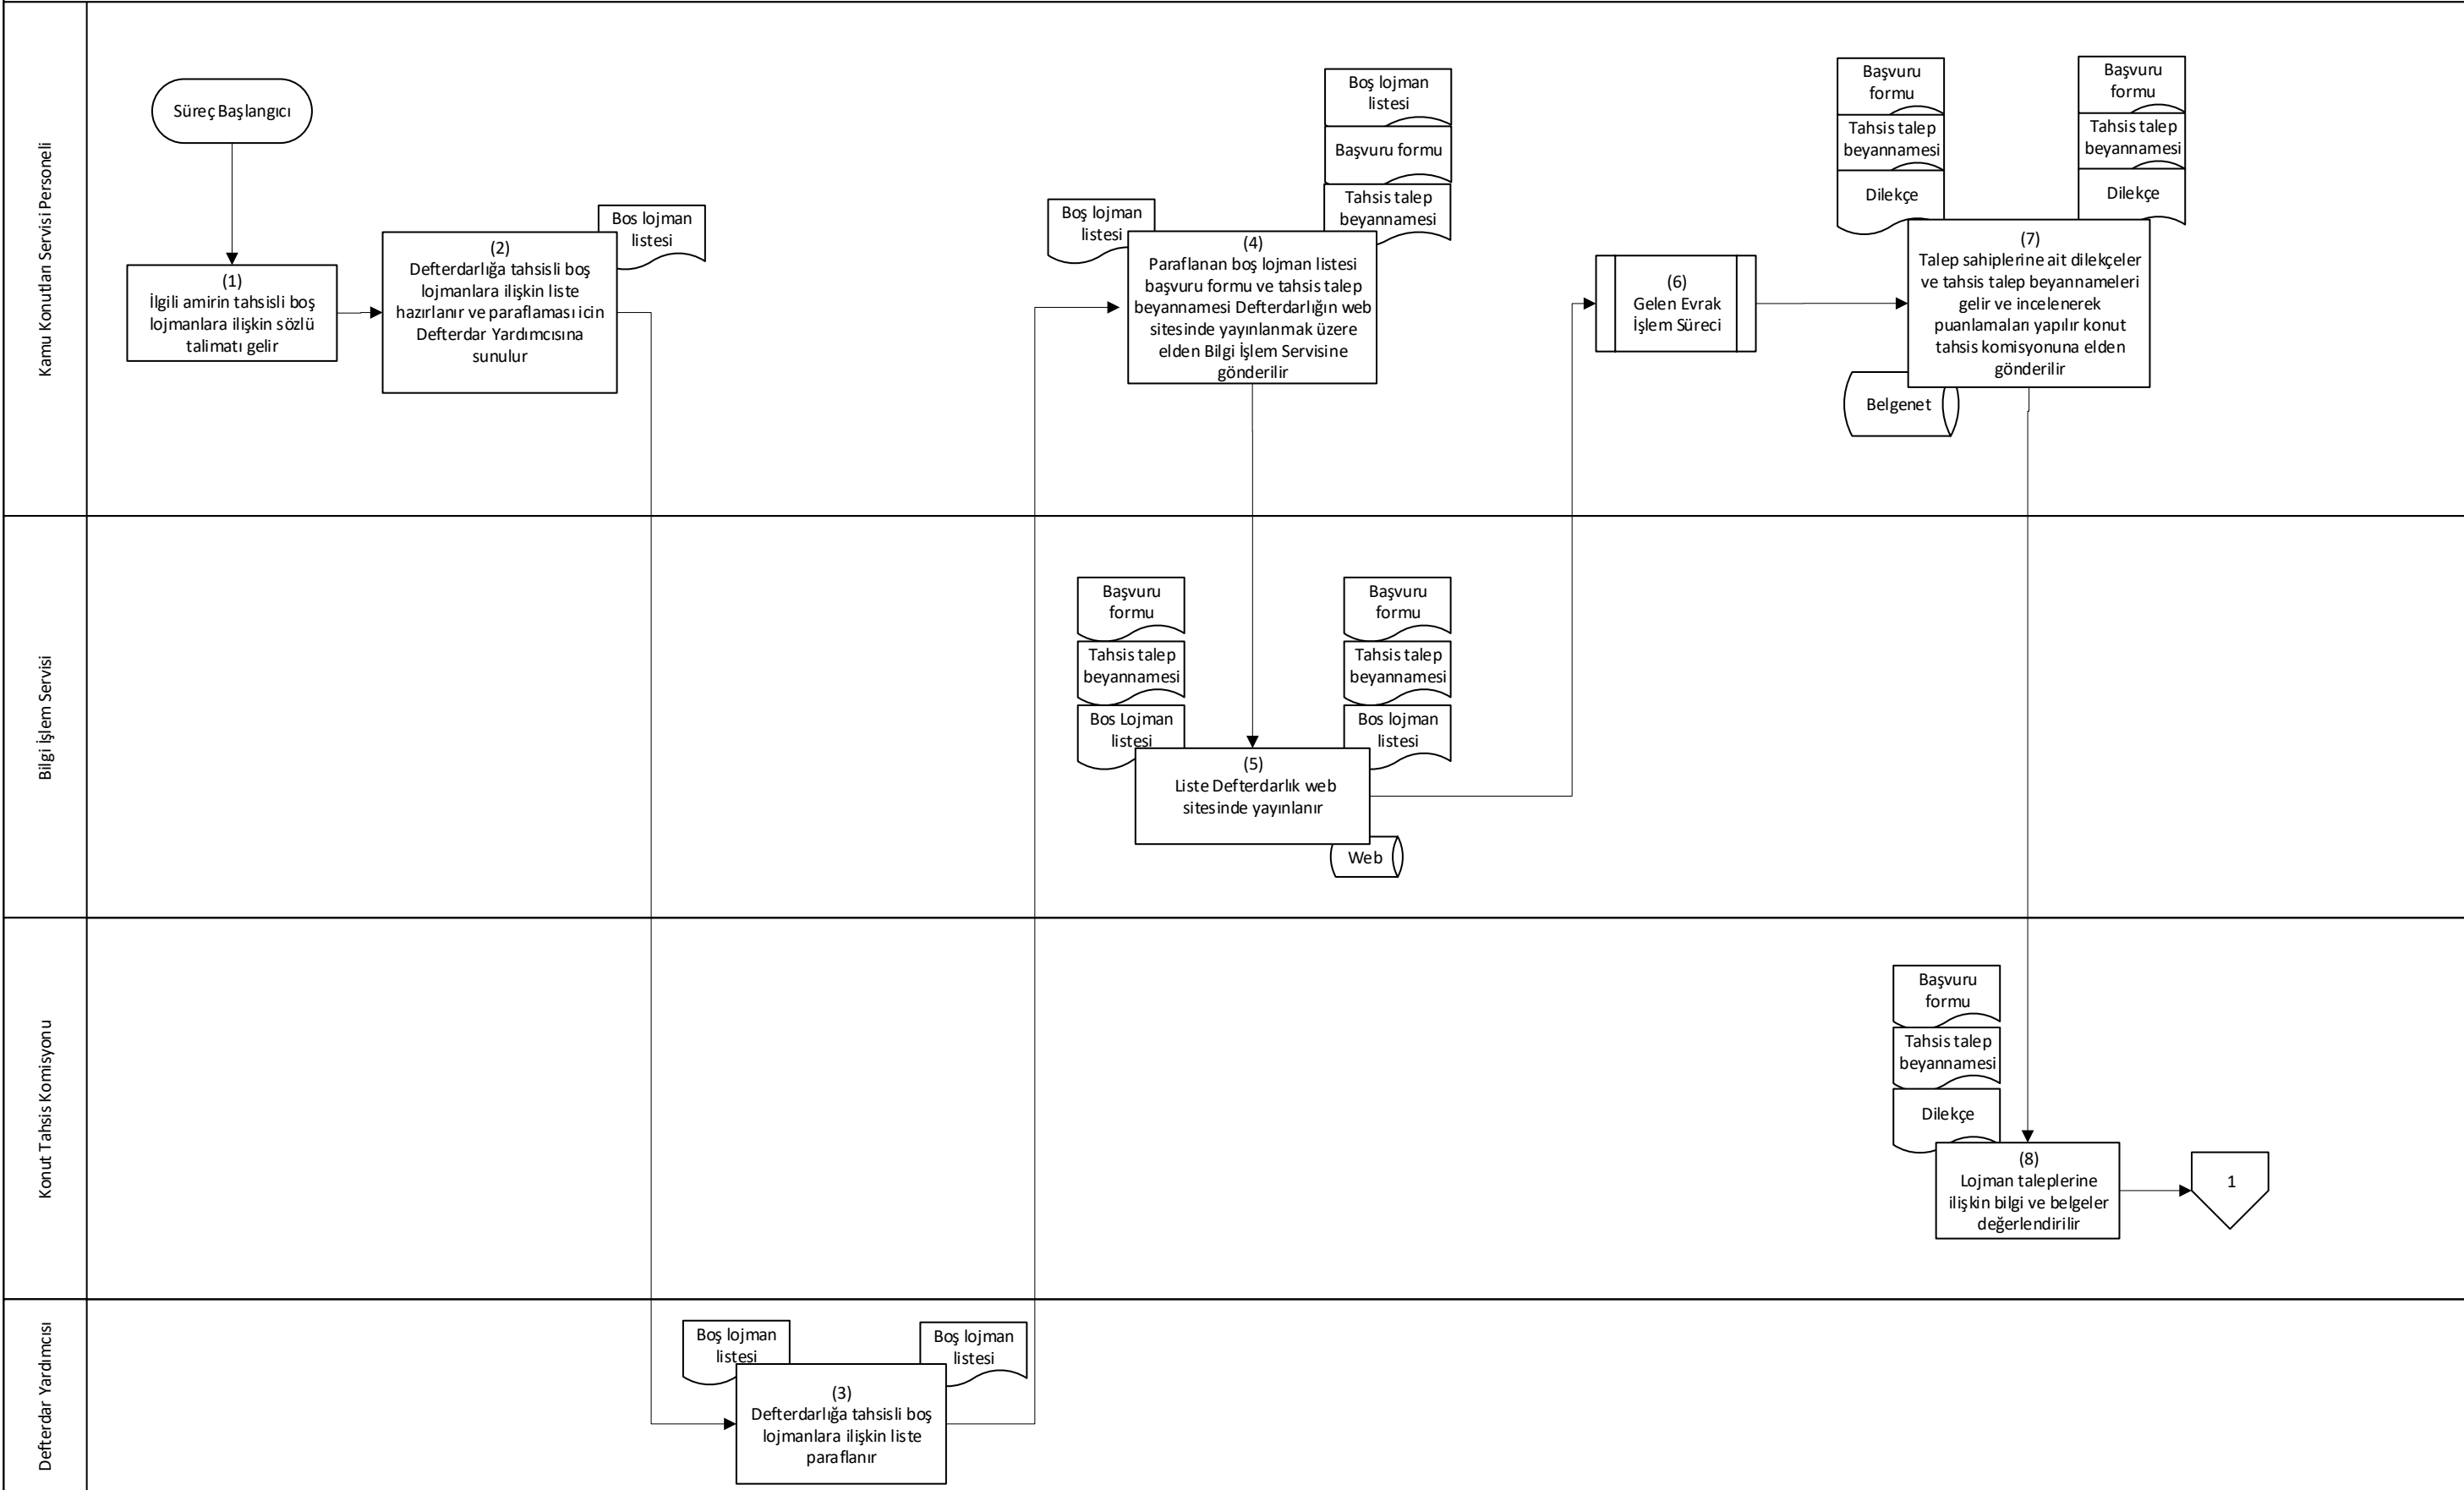 Kamu Konutları Servisi Personeli
Süreç Başlangıcı
(1)
İlgili amirin tahsisli boş
lojmanlara ilişkin sözlü
talimatı gelir
Bos lojman
listesi
(2)
Defterdarlığa tahsisli boş
lojmanlara ilişkin liste
hazırlanır ve paraflaması icin
Defterdar Yardımcısına
sunulur
Boş lojman
listesi
Boş lojman
listesi
Başvuru formu
Tahsis talep
beyannamesi
(4)
Paraflanan boş lojman listesi
başvuru formu ve tahsis talep
beyannamesi Defterdarlığın web
sitesinde yayınlanmak üzere
elden Bilgi İşlem Servisine
gönderilir
(6)
Gelen Evrak
İşlem Süreci
Başvuru
formu
Tahsis talep
beyannamesi
Dilekçe
Başvuru
formu
Tahsis talep
beyannamesi
Dilekçe
(7)
Talep sahiplerine ait dilekçeler
ve tahsis talep beyannameleri
gelir ve incelenerek
puanlamaları yapılır konut
tahsis komisyonuna elden
gönderilir
Belgenet
Bilgi İşlem Servisi
Başvuru
formu
Tahsis talep
beyannamesi
Bos Lojman
listesi
Başvuru
formu
Tahsis talep
beyannamesi
Bos lojman
listesi
(5)
Liste Defterdarlık web
sitesinde yayınlanır
Web
Konut Tahsis Komisyonu
Başvuru
formu
Tahsis talep
beyannamesi
Dilekçe
(8)
Lojman taleplerine
ilişkin bilgi ve belgeler
değerlendirilir
1
Defterdar Yardımcısı
Boş lojman
listesi
Boş lojman
listesi
(3)
Defterdarlığa tahsisli boş
lojmanlara ilişkin liste
paraflanır